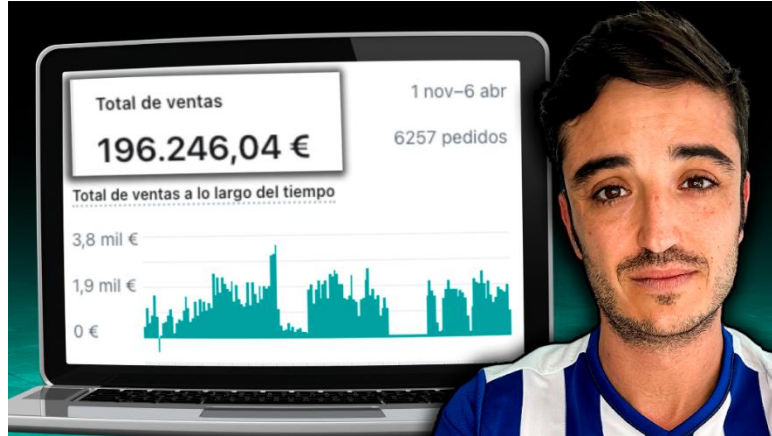 Total de ventas
196.246,04 €
1 nov–6 abr
6257 pedidos
Total de ventas a lo largo del tiempo
3,8 mil €
1,9 mil €
0 €